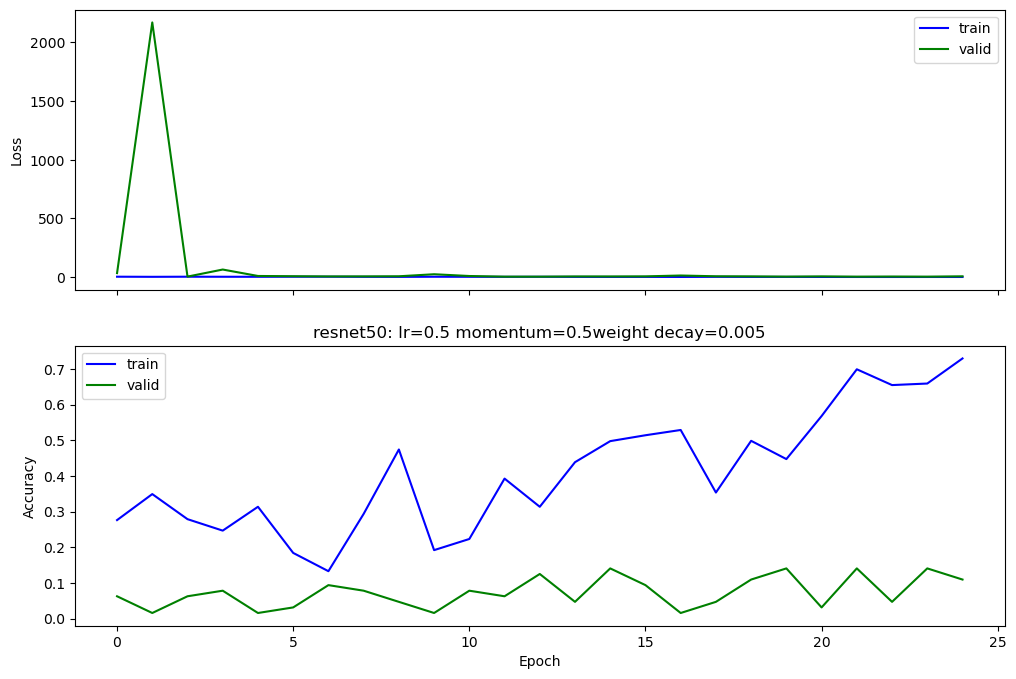 2000
1500
1000
500
0
Loss
train
valid
resnet50: lr=0.5 momentum=0.5weight decay=0.005
train
valid
0.7
0.6
0.5
0.4
0.3
0.2
0.1
0.0
Accuracy
0 5 10 15 20 25
Epoch